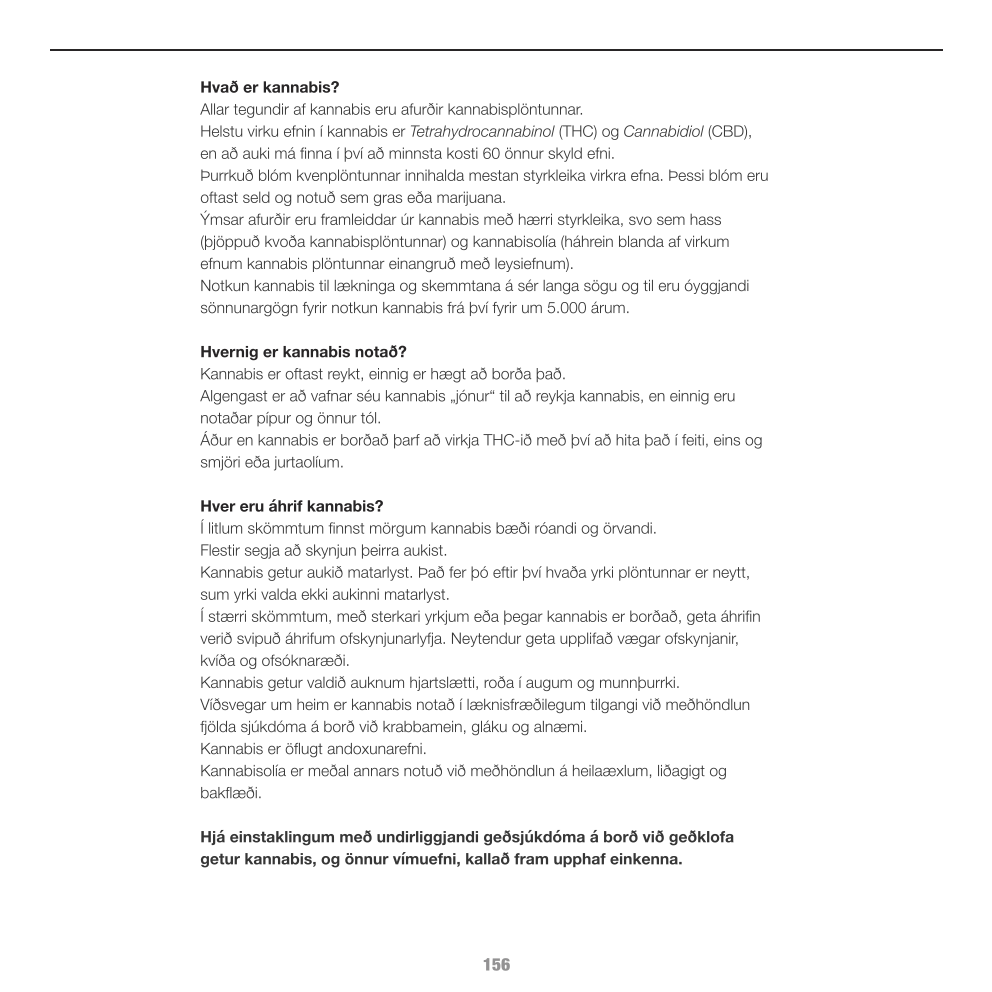 Hvað er kannabis?
Allar tegundir af kannabis eru afurðir kannabisplöntunnar.
Helstu virku efnin í kannabis er Tetrahydrocannabinol (THC) og Cannabidiol (CBD),
en að auki má finna í því að minnsta kosti 60 önnur skyld efni.
Þurrkuð blóm kvenplöntunnar innihalda mestan styrkleika virkra efna. Þessi blóm eru
oftast seld og notuð sem gras eða marijuana.
Ýmsar afurðir eru framleiddar úr kannabis með hærri styrkleika, svo sem hass
(þjöppuð kvoða kannabisplöntunnar) og kannabisolía (háhrein blanda af virkum
efnum kannabis plöntunnar einangruð með leysiefnum).
Notkun kannabis til lækninga og skemmtana á sér langa sögu og til eru óyggjandi
sönnunargögn fyrir notkun kannabis frá því fyrir um 5.000 árum.
Hvernig er kannabis notað?
Kannabis er oftast reykt, einnig er hægt að borða það.
Algengast er að vafnar séu kannabis „jónur“ til að reykja kannabis, en einnig eru
notaðar pípur og önnur tól.
Áður en kannabis er borðað þarf að virkja THC-ið með því að hita það í feiti, eins og
smjöri eða jurtaolíum.
Hver eru áhrif kannabis?
Í litlum skömmtum finnst mörgum kannabis bæði róandi og örvandi.
Flestir segja að skynjun þeirra aukist.
Kannabis getur aukið matarlyst. Það fer þó eftir því hvaða yrki plöntunnar er neytt,
sum yrki valda ekki aukinni matarlyst.
Í stærri skömmtum, með sterkari yrkjum eða þegar kannabis er borðað, geta áhrifin
verið svipuð áhrifum ofskynjunarlyfja. Neytendur geta upplifað vægar ofskynjanir,
kvíða og ofsóknaræði.
Kannabis getur valdið auknum hjartslætti, roða í augum og munnþurrki.
Víðsvegar um heim er kannabis notað í læknisfræðilegum tilgangi við meðhöndlun
fjölda sjúkdóma á borð við krabbamein, gláku og alnæmi.
Kannabis er öflugt andoxunarefni.
Kannabisolía er meðal annars notuð við meðhöndlun á heilaæxlum, liðagigt og
bakflæði.
Hjá einstaklingum með undirliggjandi geðsjúkdóma á borð við geðklofa
getur kannabis, og önnur vímuefni, kallað fram upphaf einkenna.
156